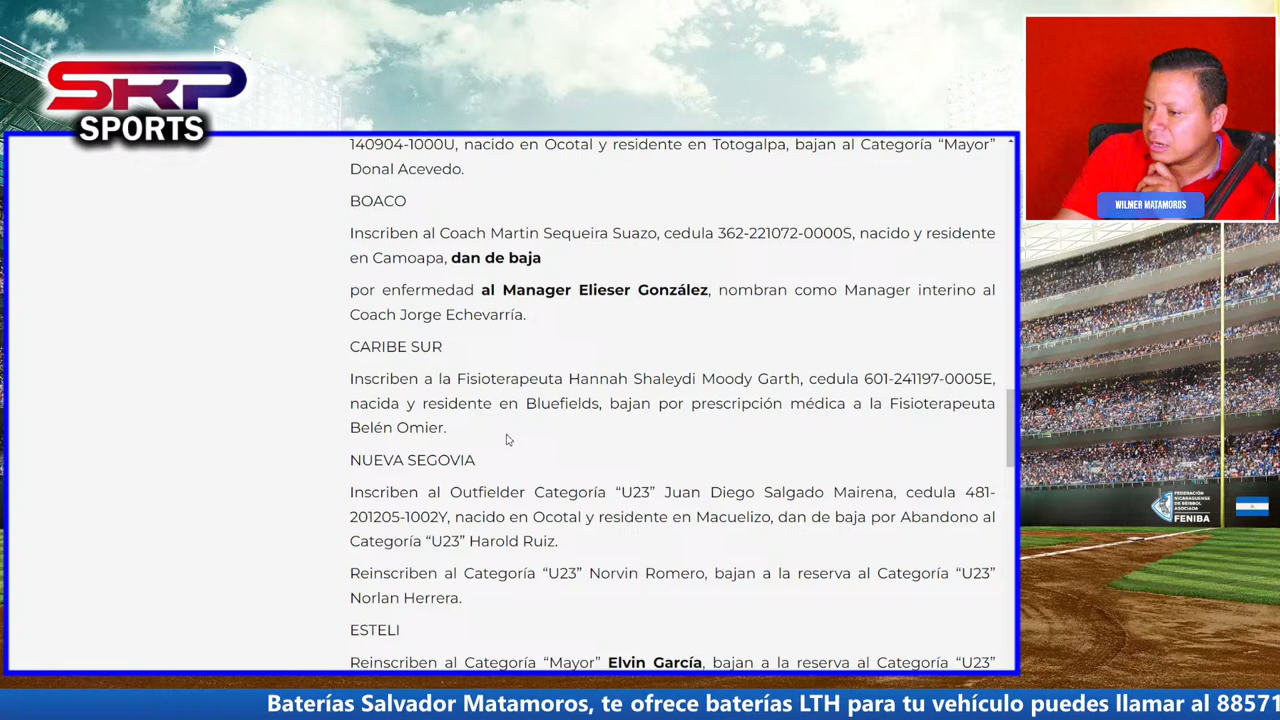 SKP
SPORTS
WILMER MATAMOROS
140904-1000U, nacido en Ocotal y residente en Totogalpa, bajan al Categoría “Mayor”
Donal Acevedo.
BOACO
Inscriben al Coach Martin Sequeira Suazo, cedula 362-221072-0000S, nacido y residente
en Camoapa, dan de baja
por enfermedad al Manager Elieser González, nombran como Manager interino al
Coach Jorge Echevarría.
CARIBE SUR
Inscriben a la Fisioterapeuta Hannah Shaleydi Moody Garth, cedula 601-241197-0005E,
nacida y residente en Bluefields, bajan por prescripción médica a la Fisioterapeuta
Belén Omier.
NUEVA SEGOVIA
Inscriben al Outfielder Categoría “U23” Juan Diego Salgado Mairena, cedula 481-
201205-1002Y, nacido en Ocotal y residente en Macuelizo, dan de baja por Abandono al
Categoría “U23” Harold Ruiz.
Reinscriben al Categoría “U23” Norvin Romero, bajan a la reserva al Categoría “U23”
Norlan Herrera.
ESTELI
Reinscriben al Categoría “Mayor” Elvin García, bajan a la reserva al Categoría “U23”
FEDERACIÓN
NICARAGÜENSE
DE BÉISBOL
ASOCIADA
FENIBA
Baterías Salvador Matamoros, te ofrece baterías LTH para tu vehículo puedes llamar al 88571